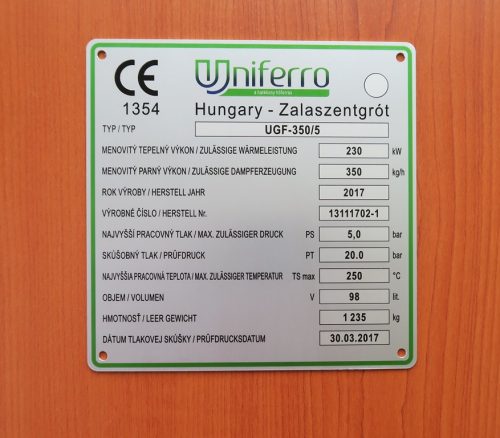 CE
Uniferro
1354
Hungary - Zalaszentgrót
TYP / TYP UGF-350/5
MENOVITÝ TEPELNÝ VÝKON / ZULÄSSIGE WÄRMELEISTUNG 230 kW
MENOVITÝ PARNÝ VÝKON / ZULÄSSIGE DAMPFERZEUGUNG 350 kg/h
ROK VÝROBY / HERSTELL JAHR 2017
VÝROBNÉ ČÍSLO / HERSTELL Nr. 13111702-1
NAJVYŠŠÍ PRACOVNÝ TLAK / MAX. ZULÄSSIGER DRUCK PS 5,0 bar
SKÚŠOBNÝ TLAK / PRÜFDRUCK PT 20.0 bar
NAJVYŠŠIA PRACOVNÁ TEPLOTA / MAX. ZULÄSSIGER TEMPERATUR TS max 250 °C
OBJEM / VOLUMEN V 98 lit.
HMOTNOSŤ / LEER GEWICHT 1 235 kg
DÁTUM TLAKOVEJ SKÚŠKY / PRÜFDRUCKSDATUM 30.03.2017